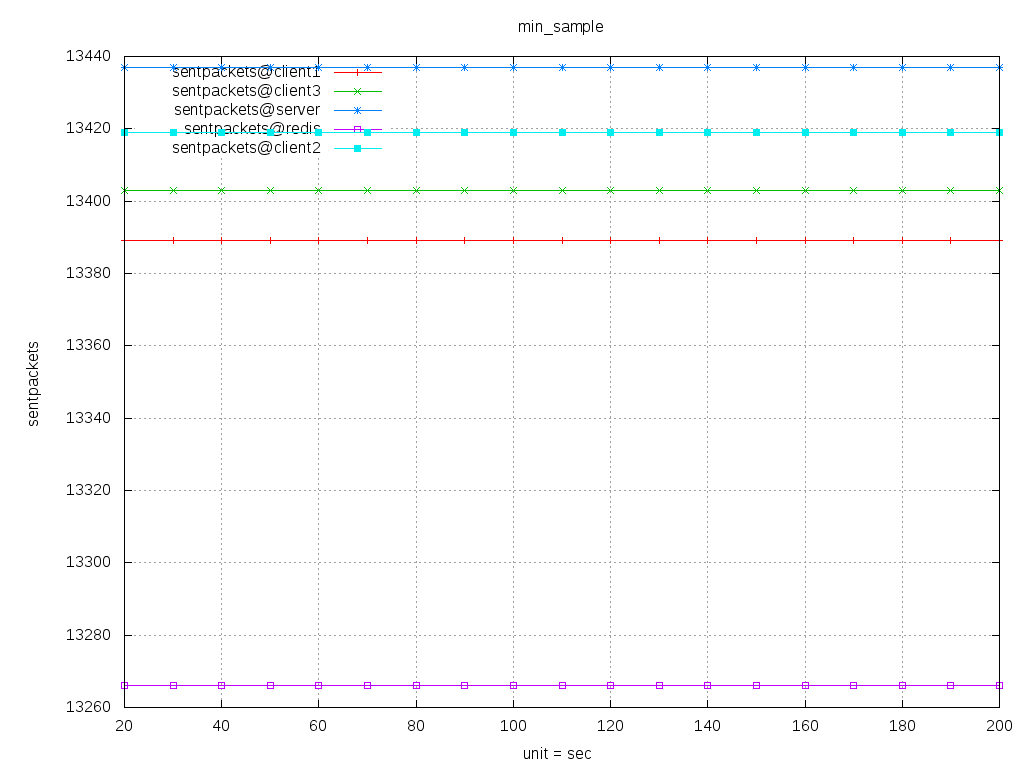 min_sample
13440
sentpackets@client1
sentpackets@client3
sentpackets@server
13420
sentpackets@redis
sentpackets@client2
13400
13380
13360
sentpackets
13340
13320
13300
13280
13260
20 40 60 80 100 120 140 160 180 200
unit = sec